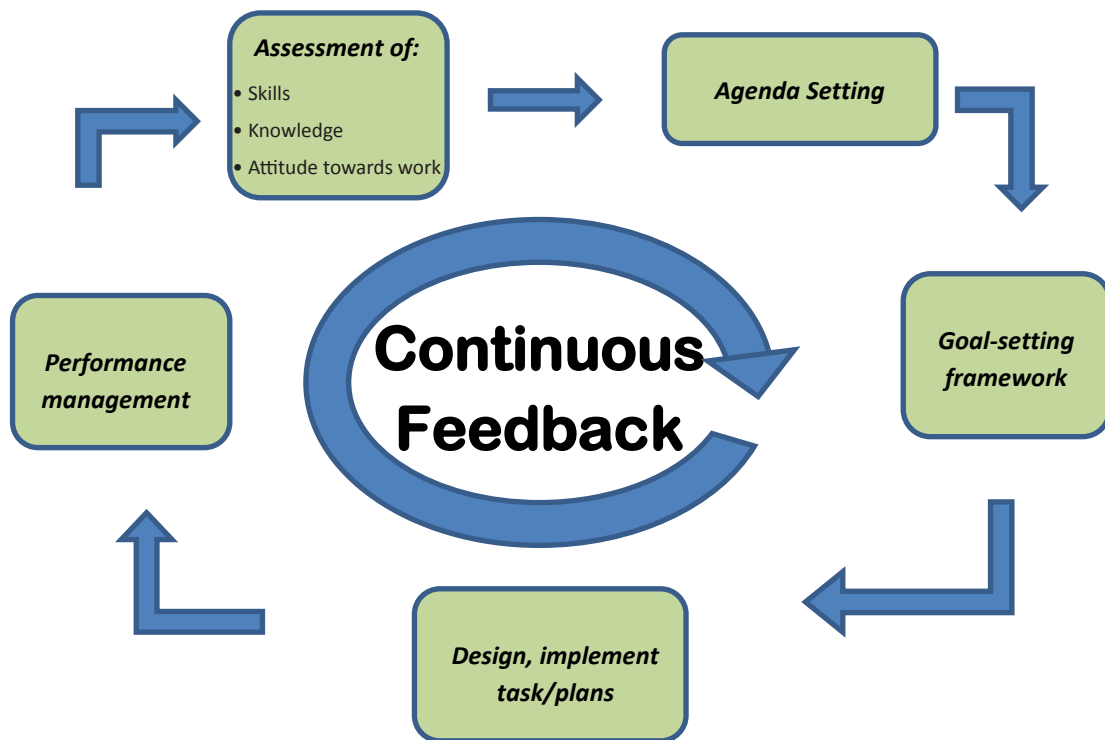 Assessment of:
• Skills
• Knowledge
• Attitude towards work
Agenda Setting
Goal-setting
framework
Design, implement
task/plans
Performance
management
Continuous
Feedback